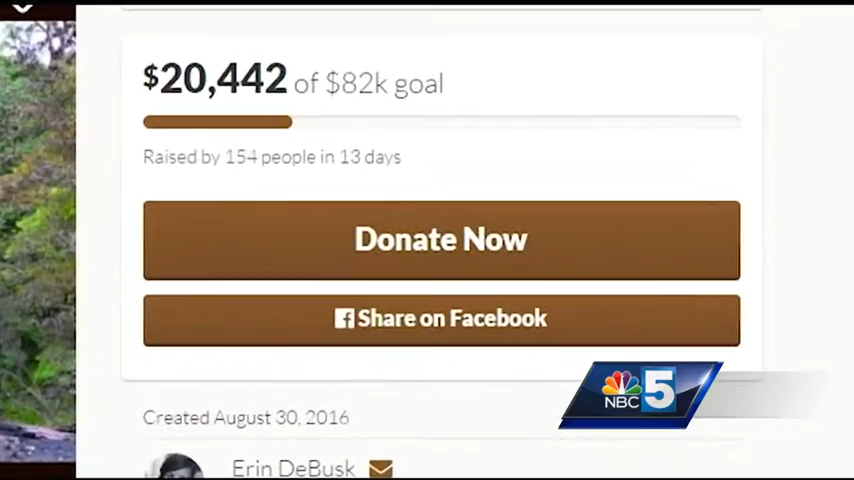 $20,442 of $82k goal
Raised by 154 people in 13 days
Donate Now
Share on Facebook
NBC 5
Created August 30, 2016
Erin DeBusk